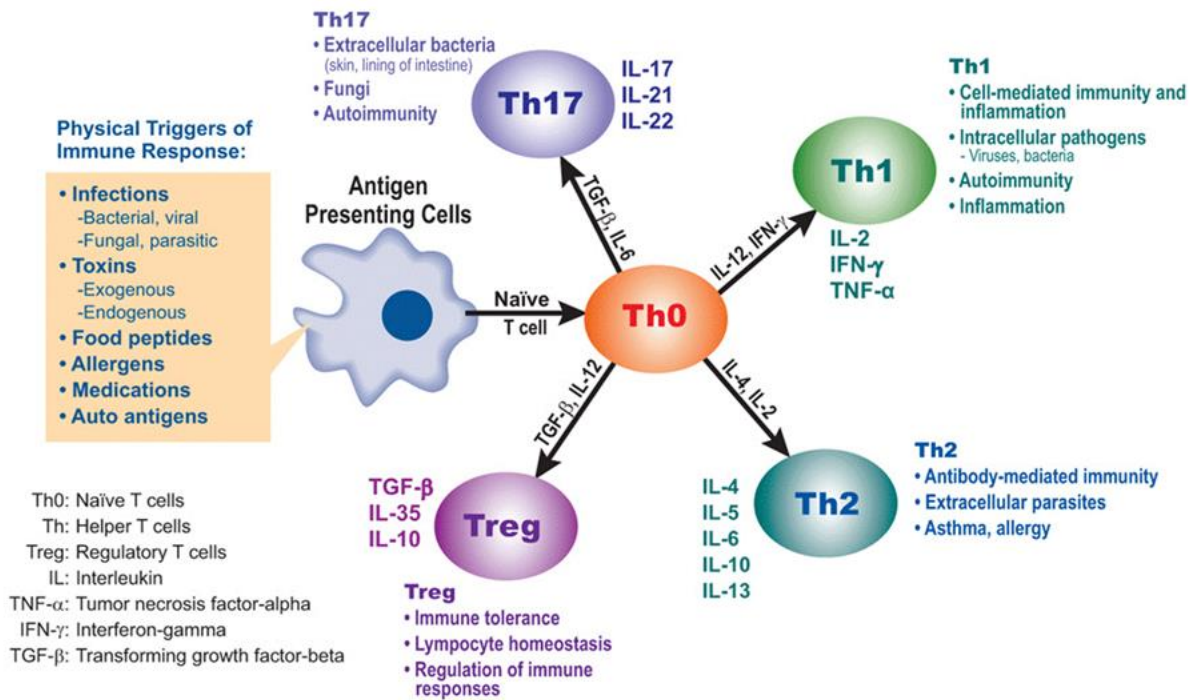 Th17
• Extracellular bacteria
(skin, lining of intestine)
• Fungi
• Autoimmunity
Th17
IL-17
IL-21
IL-22
Th1
• Cell-mediated immunity and
inflammation
• Intracellular pathogens
- Viruses, bacteria
• Autoimmunity
• Inflammation
Th1
IL-2
IFN-γ
TNF-α
Physical Triggers of
Immune Response:
• Infections
-Bacterial, viral
-Fungal, parasitic
• Toxins
-Exogenous
-Endogenous
• Food peptides
• Allergens
• Medications
• Auto antigens
Antigen
Presenting Cells
Naïve
T cell
Th0
TGF-β, IL-6
IL-12, IFN-γ
TGF-β, IL-12
IL-4, IL-2
TGF-β
IL-35
IL-10
Treg
Treg
• Immune tolerance
• Lympocyte homeostasis
• Regulation of immune
responses
IL-4
IL-5
IL-6
IL-10
IL-13
Th2
Th2
• Antibody-mediated immunity
• Extracellular parasites
• Asthma, allergy
Th0: Naïve T cells
Th: Helper T cells
Treg: Regulatory T cells
IL: Interleukin
TNF-α: Tumor necrosis factor-alpha
IFN-γ: Interferon-gamma
TGF-β: Transforming growth factor-beta